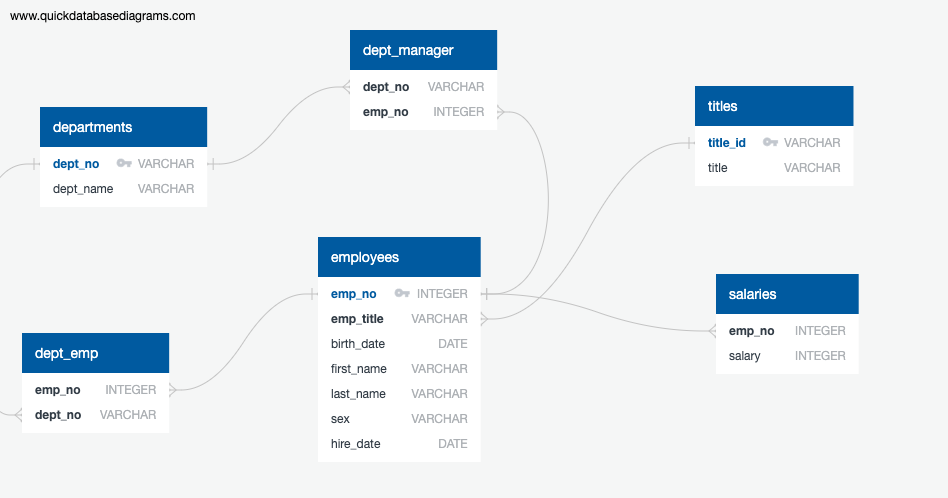 www.quickdatabasediagrams.com
dept_manager
dept_no VARCHAR
emp_no INTEGER
departments
dept_no VARCHAR
dept_name VARCHAR
titles
title_id VARCHAR
title VARCHAR
employees
emp_no INTEGER
emp_title VARCHAR
birth_date DATE
first_name VARCHAR
last_name VARCHAR
sex VARCHAR
hire_date DATE
salaries
emp_no INTEGER
salary INTEGER
dept_emp
emp_no INTEGER
dept_no VARCHAR